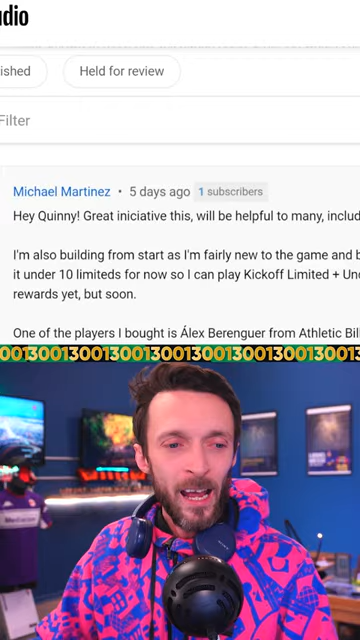 udio
ished
Held for review
Filter
Michael Martinez • 5 days ago 1 subscribers
Hey Quinny! Great iniciative this, will be helpful to many, includ
I'm also building from start as I'm fairly new to the game and b
it under 10 limiteds for now so I can play Kickoff Limited + Und
rewards yet, but soon.
One of the players I bought is Álex Berenguer from Athletic Bil
0013001300130013001300130013
Mediacom